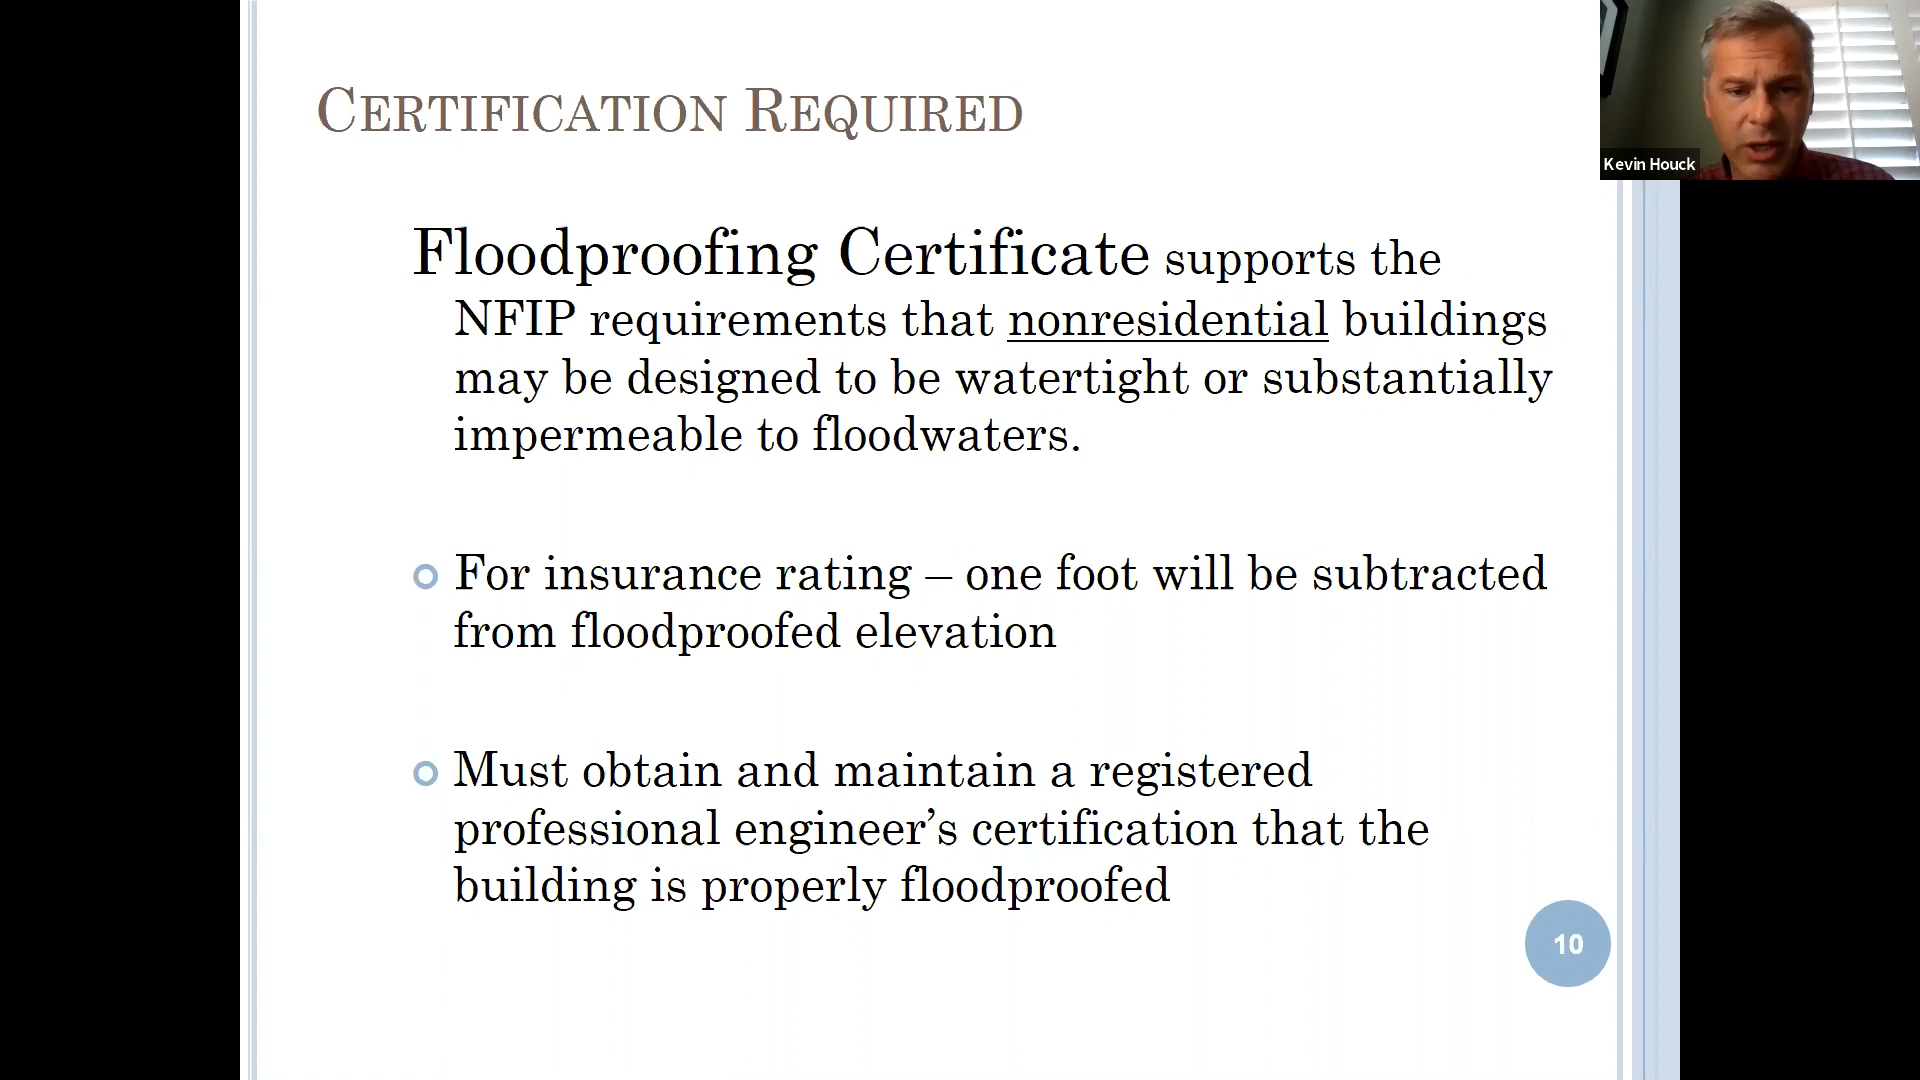 CERTIFICATION REQUIRED
Kevin Houck
Floodproofing Certificate supports the
NFIP requirements that nonresidential buildings
may be designed to be watertight or substantially
impermeable to floodwaters.
For insurance rating – one foot will be subtracted
from floodproofed elevation
Must obtain and maintain a registered
professional engineer’s certification that the
building is properly floodproofed
10